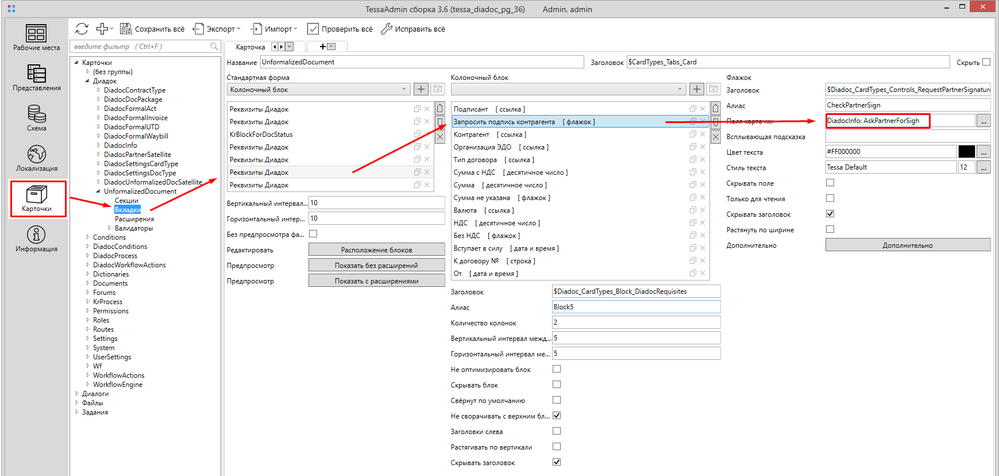 TessaAdmin сборка 3.6 (tessa_diadoc_pg_36) Admin, admin
Сохранить всё Экспорт Импорт Проверить всё Исправить всё
Рабочие места
Представления
Схема
Локализация
Карточки
Информация
введите фильтр ( Ctrl+F )
Карточки
(без группы)
Диадок
DiadocContractType
DiadocDocPackage
DiadocFormalAct
DiadocFormalInvoice
DiadocFormalUTD
DiadocFormalWaybill
DiadocInfo
DiadocPartnerSatellite
DiadocSettingsCardType
DiadocSettingsDocType
DiadocUnformalizedDocSatellite
UnformalizedDocument
Секции
Вкладки
Расширения
Валидаторы
Conditions
DiadocConditions
DiadocProcess
DiadocWorkflowActions
Dictionaries
Documents
Forums
KrProcess
Permissions
Roles
Routes
Settings
System
UserSettings
Wf
WorkflowActions
WorkflowEngine
Диалоги
Файлы
Задания
Карточка
Название UnformalizedDocument Заголовок $CardTypes_Tabs_Card Скрыть
Стандартная форма
Колоночный блок
Реквизиты Диадок
Реквизиты Диадок
KrBlockForDocStatus
Реквизиты Диадок
Реквизиты Диадок
Реквизиты Диадок
Реквизиты Диадок
Вертикальный интервал... 10
Горизонтальный интер... 10
Без предпросмотра фа...
Редактировать Расположение блоков
Предпросмотр Показать без расширений
Предпросмотр Показать с расширениями
Колоночный блок
Подписант [ ссылка ]
Запросить подпись контрагента [ флажок ]
Контрагент [ ссылка ]
Организация ЭДО [ ссылка ]
Тип договора [ ссылка ]
Сумма с НДС [ десятичное число ]
Сумма [ десятичное число ]
Сумма не указана [ флажок ]
Валюта [ ссылка ]
НДС [ десятичное число ]
Без НДС [ флажок ]
Вступает в силу [ дата и время ]
К договору № [ строка ]
От [ дата и время ]
Заголовок $Diadoc_CardTypes_Block_DiadocRequisites
Алиас Block5
Количество колонок 2
Вертикальный интервал межд... 5
Горизонтальный интервал ме... 5
Не оптимизировать блок
Скрывать блок
Свёрнут по умолчанию
Не сворачивать с верхним бл...
Заголовки слева
Растягивать по вертикали
Скрывать заголовок
Флажок
Заголовок $Diadoc_CardTypes_Controls_RequestPartnerSignature
Алиас CheckPartnerSign
Поля карточки DiadocInfo: AskPartnerForSigh ...
Всплывающая подсказка
Цвет текста #FF000000 ...
Стиль текста Tessa Default 12 ...
Скрывать поле
Только для чтения
Скрывать заголовок
Растянуть по ширине
Дополнительно Дополнительно